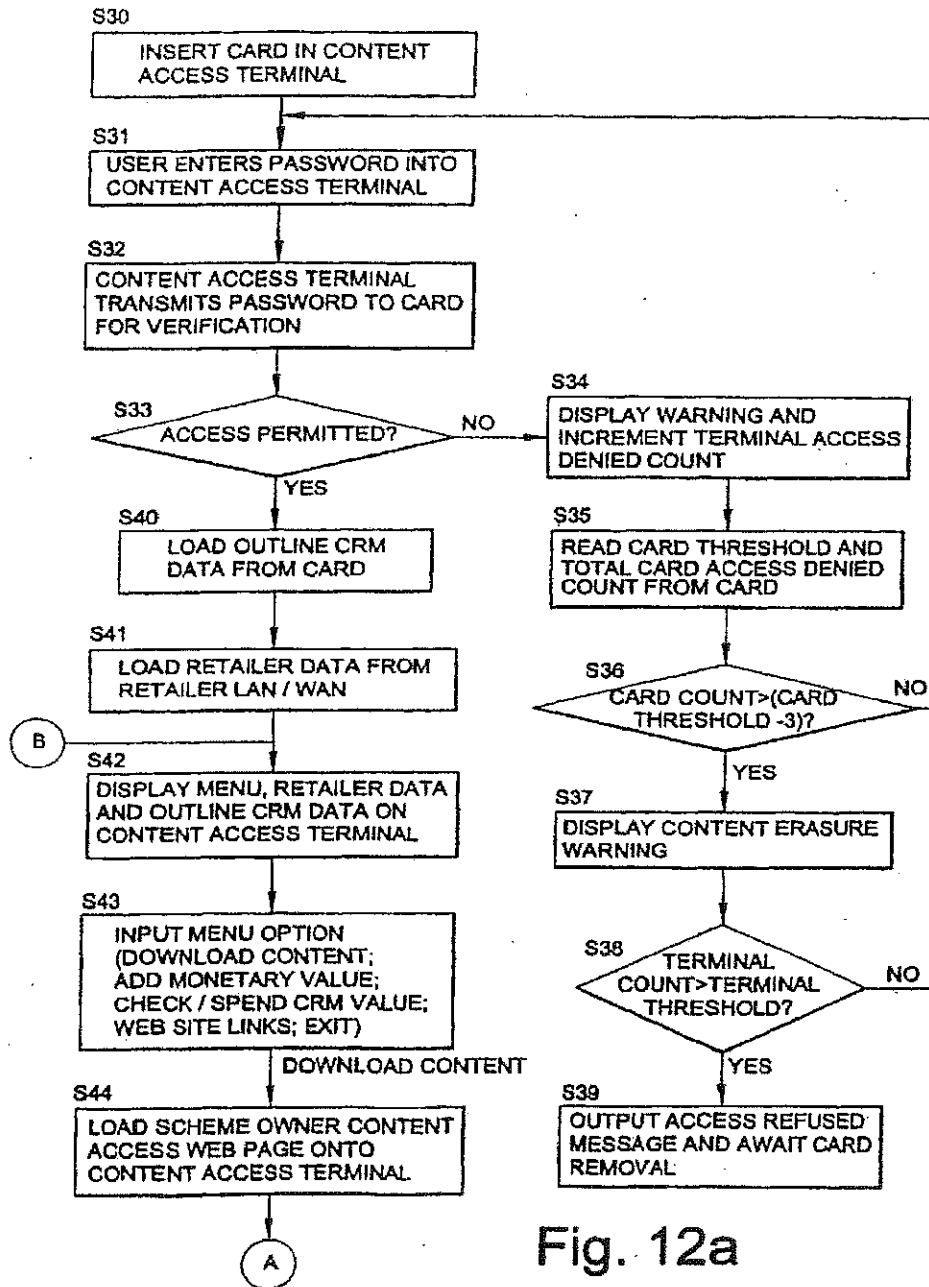 S30
INSERT CARD IN CONTENT
ACCESS TERMINAL
S31
USER ENTERS PASSWORD INTO
CONTENT ACCESS TERMINAL
S32
CONTENT ACCESS TERMINAL
TRANSMITS PASSWORD TO CARD
FOR VERIFICATION
S33
ACCESS PERMITTED?
NO
YES
S34
DISPLAY WARNING AND
INCREMENT TERMINAL ACCESS
DENIED COUNT
S35
READ CARD THRESHOLD AND
TOTAL CARD ACCESS DENIED
COUNT FROM CARD
S36
CARD COUNT>(CARD
THRESHOLD -3)?
NO
YES
S37
DISPLAY CONTENT ERASURE
WARNING
S38
TERMINAL
COUNT>TERMINAL
THRESHOLD?
NO
YES
S39
OUTPUT ACCESS REFUSED
MESSAGE AND AWAIT CARD
REMOVAL
S40
LOAD OUTLINE CRM
DATA FROM CARD
S41
LOAD RETAILER DATA FROM
RETAILER LAN / WAN
B
S42
DISPLAY MENU, RETAILER DATA
AND OUTLINE CRM DATA ON
CONTENT ACCESS TERMINAL
S43
INPUT MENU OPTION
(DOWNLOAD CONTENT;
ADD MONETARY VALUE;
CHECK / SPEND CRM VALUE;
WEB SITE LINKS; EXIT)
DOWNLOAD CONTENT
S44
LOAD SCHEME OWNER CONTENT
ACCESS WEB PAGE ONTO
CONTENT ACCESS TERMINAL
A
Fig. 12a